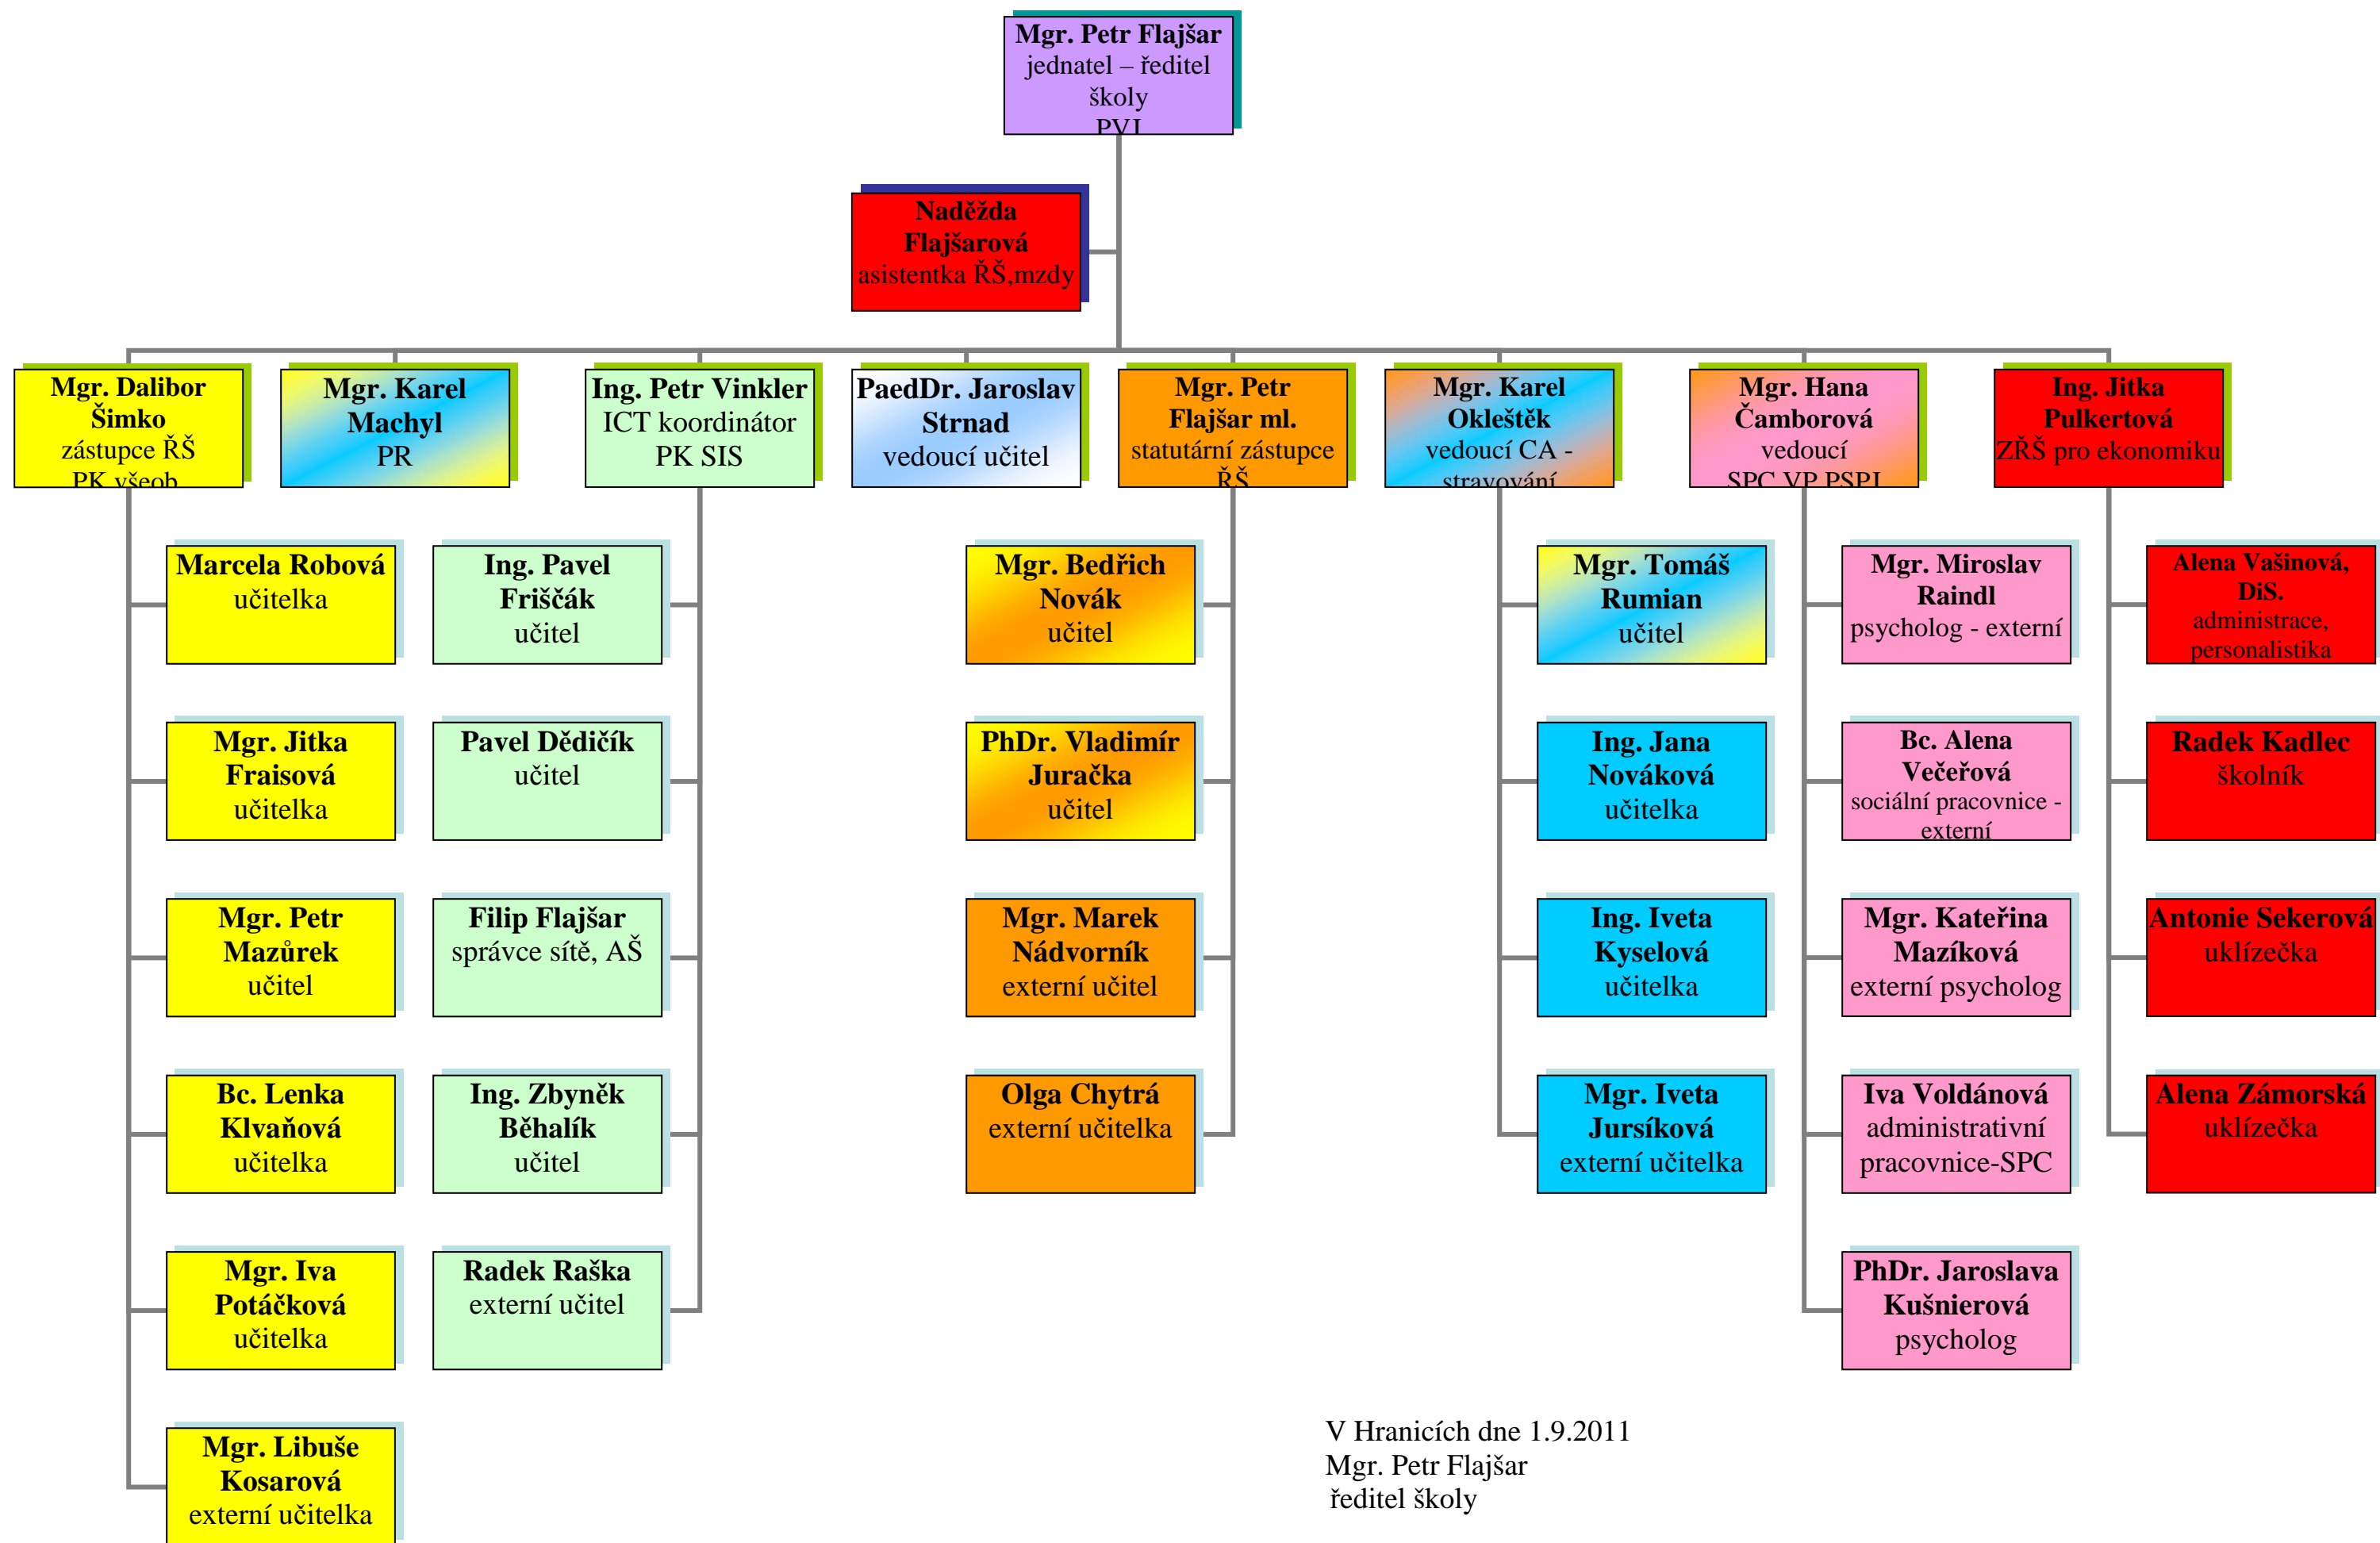 Mgr. Petr Flajšar
jednatel – ředitel
školy
PVJ
Naděžda
Flajšarová
asistentka ŘŠ,mzdy
Mgr. Dalibor
Šimko
zástupce ŘŠ
PK všeob.
Mgr. Karel
Machyl
PR
Ing. Petr Vinkler
ICT koordinátor
PK SIS
PaedDr. Jaroslav
Strnad
vedoucí učitel
Mgr. Petr
Flajšar ml.
statutární zástupce
ŘŠ
Mgr. Karel
Okleštěk
vedoucí CA -
stravování
Mgr. Hana
Čamborová
vedoucí
SPC,VP,PSPJ
Ing. Jitka
Pulkertová
ZŘŠ pro ekonomiku
Marcela Robová
učitelka
Mgr. Jitka
Fraisová
učitelka
Mgr. Petr
Mazůrek
učitel
Bc. Lenka
Klvaňová
učitelka
Mgr. Iva
Potáčková
učitelka
Mgr. Libuše
Kosarová
externí učitelka
Ing. Pavel
Friščák
učitel
Pavel Dědičík
učitel
Filip Flajšar
správce sítě, AŠ
Ing. Zbyněk
Běhalík
učitel
Radek Raška
externí učitel
Mgr. Bedřich
Novák
učitel
PhDr. Vladimír
Juračka
učitel
Mgr. Marek
Nádvorník
externí učitel
Olga Chytrá
externí učitelka
Mgr. Tomáš
Rumian
učitel
Ing. Jana
Nováková
učitelka
Ing. Iveta
Kyselová
učitelka
Mgr. Iveta
Jursíková
externí učitelka
Mgr. Miroslav
Raindl
psycholog - externí
Bc. Alena
Večeřová
sociální pracovnice -
externí
Mgr. Kateřina
Mazíková
externí psycholog
Iva Voldánová
administrativní
pracovnice-SPC
PhDr. Jaroslava
Kušnierová
psycholog
Alena Vašinová,
DiS.
administrace,
personalistika
Radek Kadlec
školník
Antonie Sekerová
uklízečka
Alena Zámorská
uklízečka
V Hranicích dne 1.9.2011
Mgr. Petr Flajšar
ředitel školy